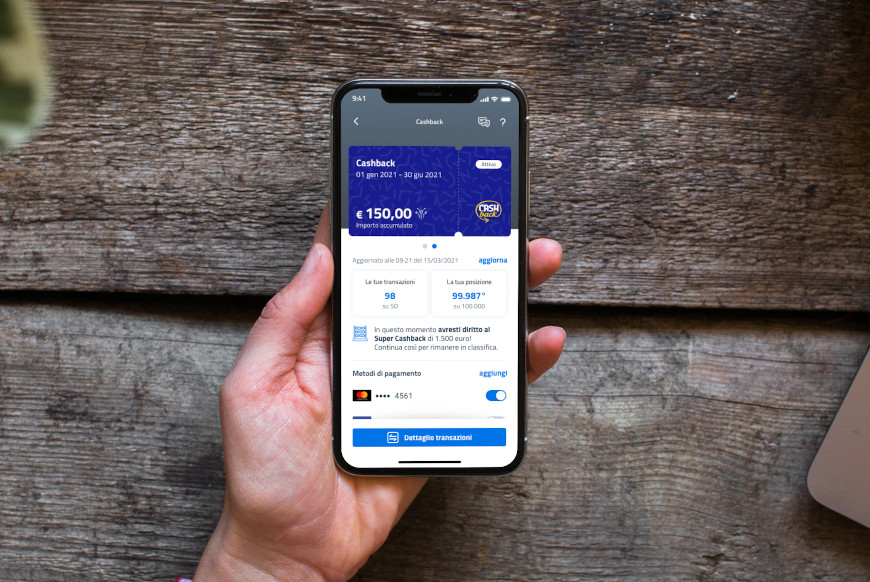 9:41
Cashback
?
Cashback
Attivo
01 gen 2021 - 30 giu 2021
€ 150,00
Importo accumulato
CASH
back
Aggiornato alle 09:21 del 15/03/2021
aggiorna
Le tue transazioni
98
su 50
La tua posizione
99.987°
su 100.000
In questo momento avresti diritto al
Super Cashback di 1.500 euro!
Continua così per rimanere in classifica.
Metodi di pagamento
aggiungi
•••• 4561
Dettaglio transazioni